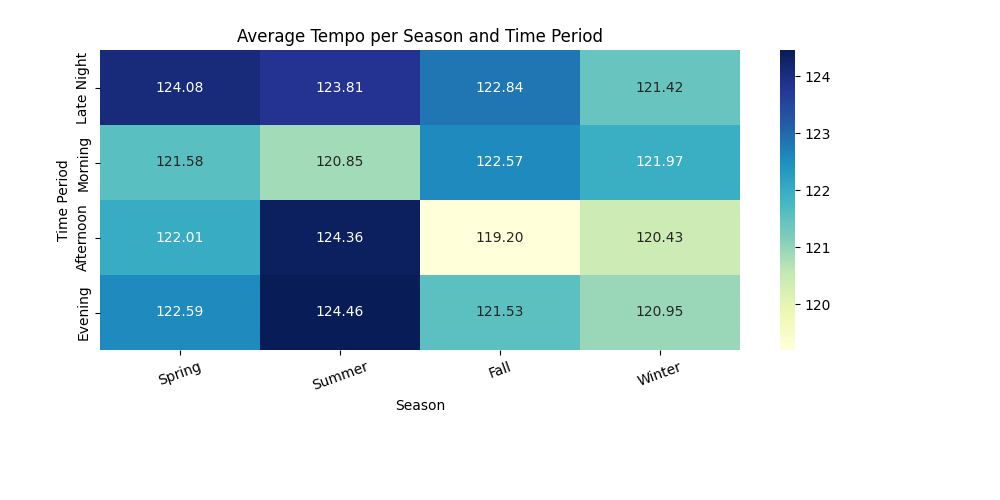 Average Tempo per Season and Time Period
Time Period
Late Night
124.08 123.81 122.84 121.42
Morning
121.58 120.85 122.57 121.97
Afternoon
122.01 124.36 119.20 120.43
Evening
122.59 124.46 121.53 120.95
Spring Summer Fall Winter
Season
124
123
122
121
120